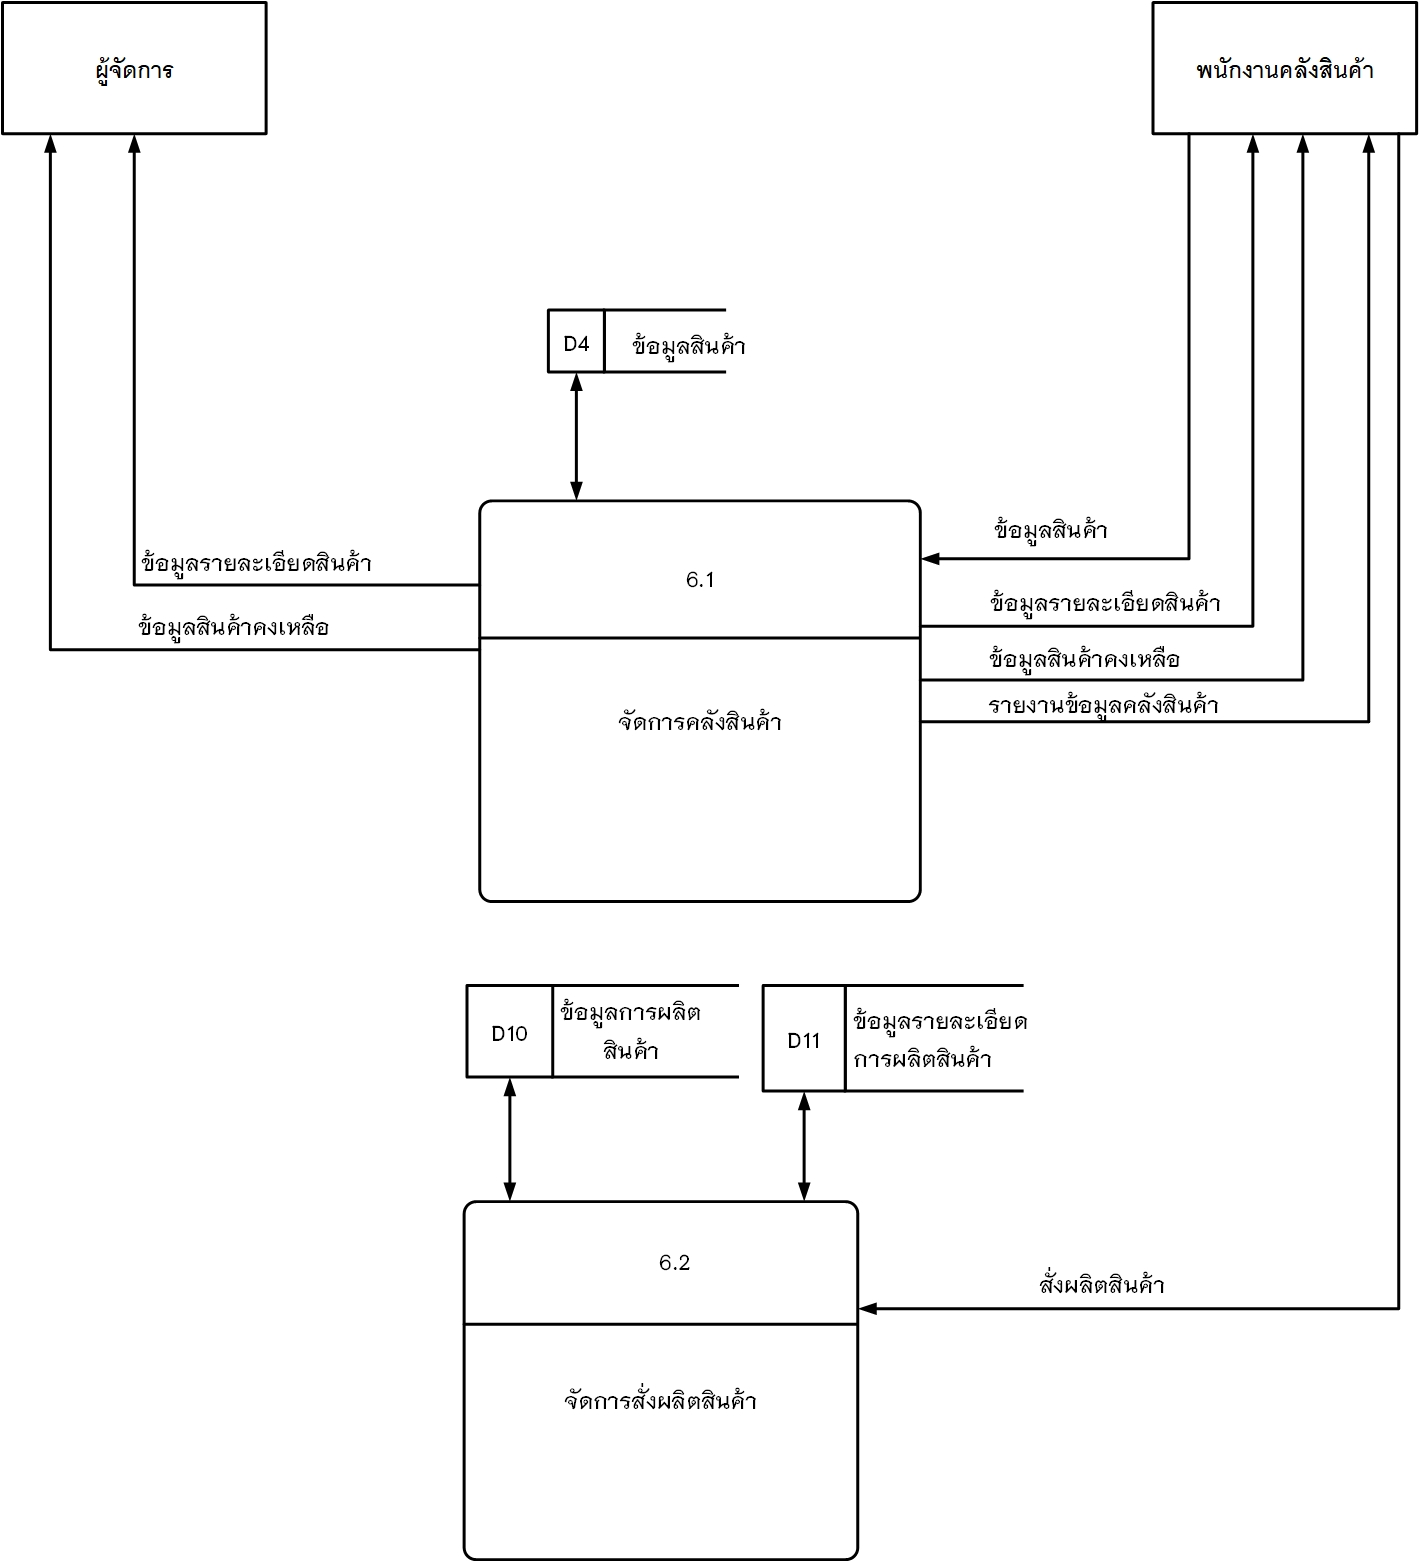 ผู้จัดการ
พนักงานคลังสินค้า
D4
ข้อมูลสินค้า
ข้อมูลสินค้า
ข้อมูลรายละเอียดสินค้า
6.1
ข้อมูลรายละเอียดสินค้า
ข้อมูลสินค้าคงเหลือ
ข้อมูลสินค้าคงเหลือ
รายงานข้อมูลคลังสินค้า
จัดการคลังสินค้า
D10
ข้อมูลการผลิต
สินค้า
D11
ข้อมูลรายละเอียด
การผลิตสินค้า
6.2
สั่งผลิตสินค้า
จัดการสั่งผลิตสินค้า